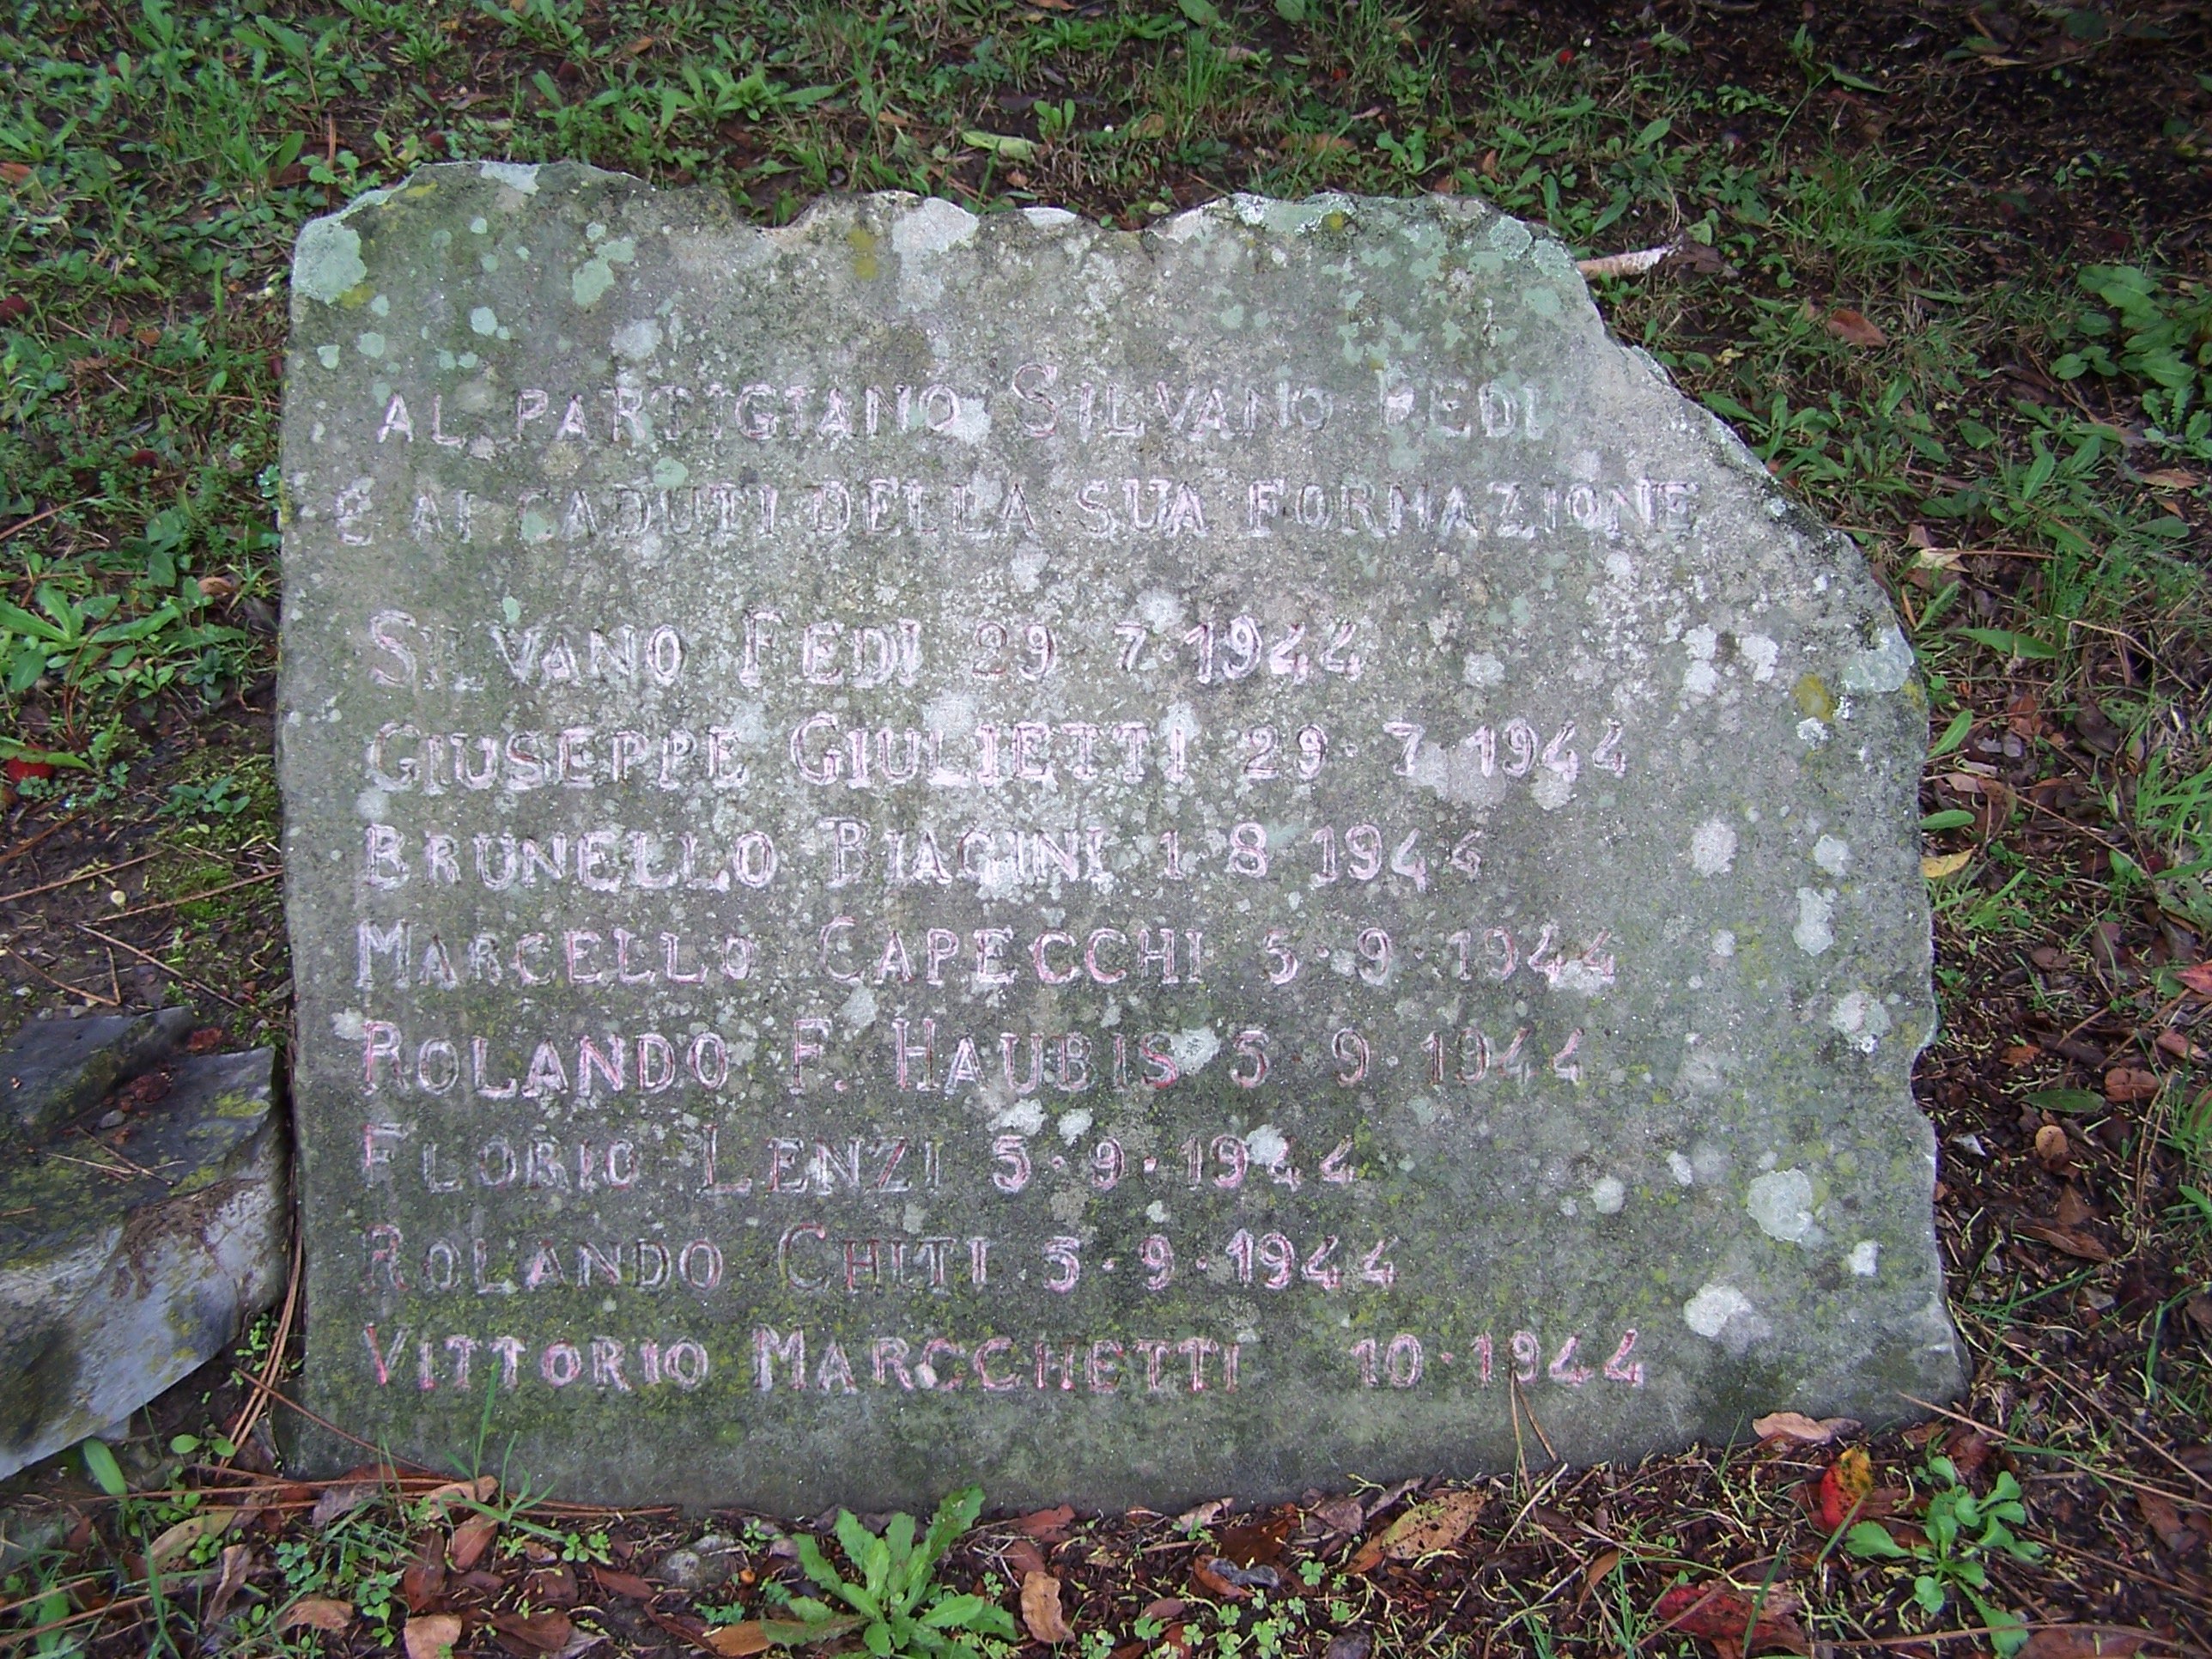 AL PARTIGIANO SILVANO FEDI
E AI CADUTI DELLA SUA FORMAZIONE
SILVANO FEDI 29 7·1944
GIUSEPPE GIULIETTI 29·7·1944
BRUNELLO BIAGINI 1 8 1944
MARCELLO CAPECCHI 5·9·1944
ROLANDO F. HAUBIS 5 9 1944
FLORIO LENZI 5·9·1944
ROLANDO CHITI 5·9·1944
VITTORIO MARCCHETTI 10·1944